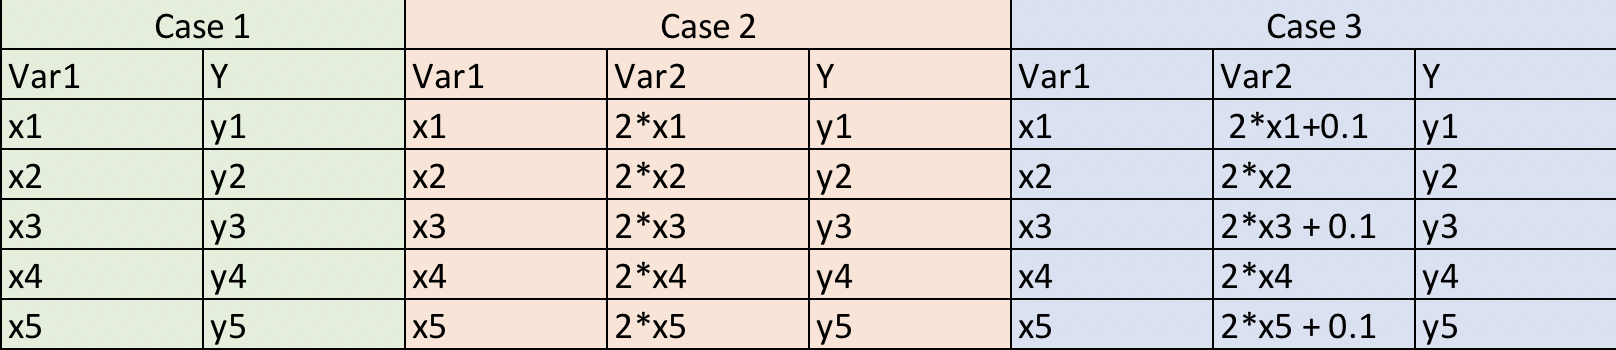 Case 1 Case 2 Case 3
Var1 Y Var1 Var2 Y Var1 Var2 Y
x1 y1 x1 2*x1 y1 x1 2*x1+0.1 y1
x2 y2 x2 2*x2 y2 x2 2*x2 y2
x3 y3 x3 2*x3 y3 x3 2*x3 + 0.1 y3
x4 y4 x4 2*x4 y4 x4 2*x4 y4
x5 y5 x5 2*x5 y5 x5 2*x5 + 0.1 y5